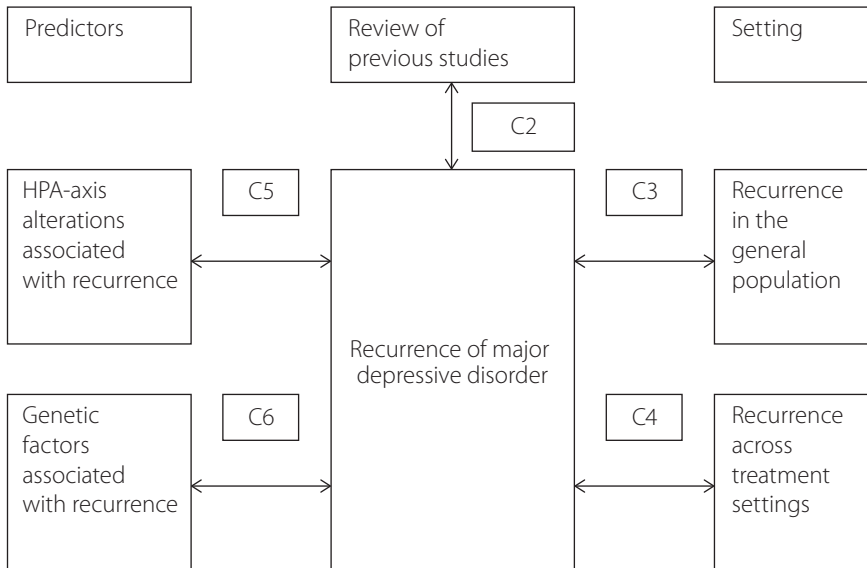 Predictors
Review of
previous studies
Setting
C2
HPA-axis
alterations
associated
with recurrence
C5
C3
Recurrence
in the
general
population
Recurrence of major
depressive disorder
Genetic
factors
associated
with recurrence
C6
C4
Recurrence
across
treatment
settings